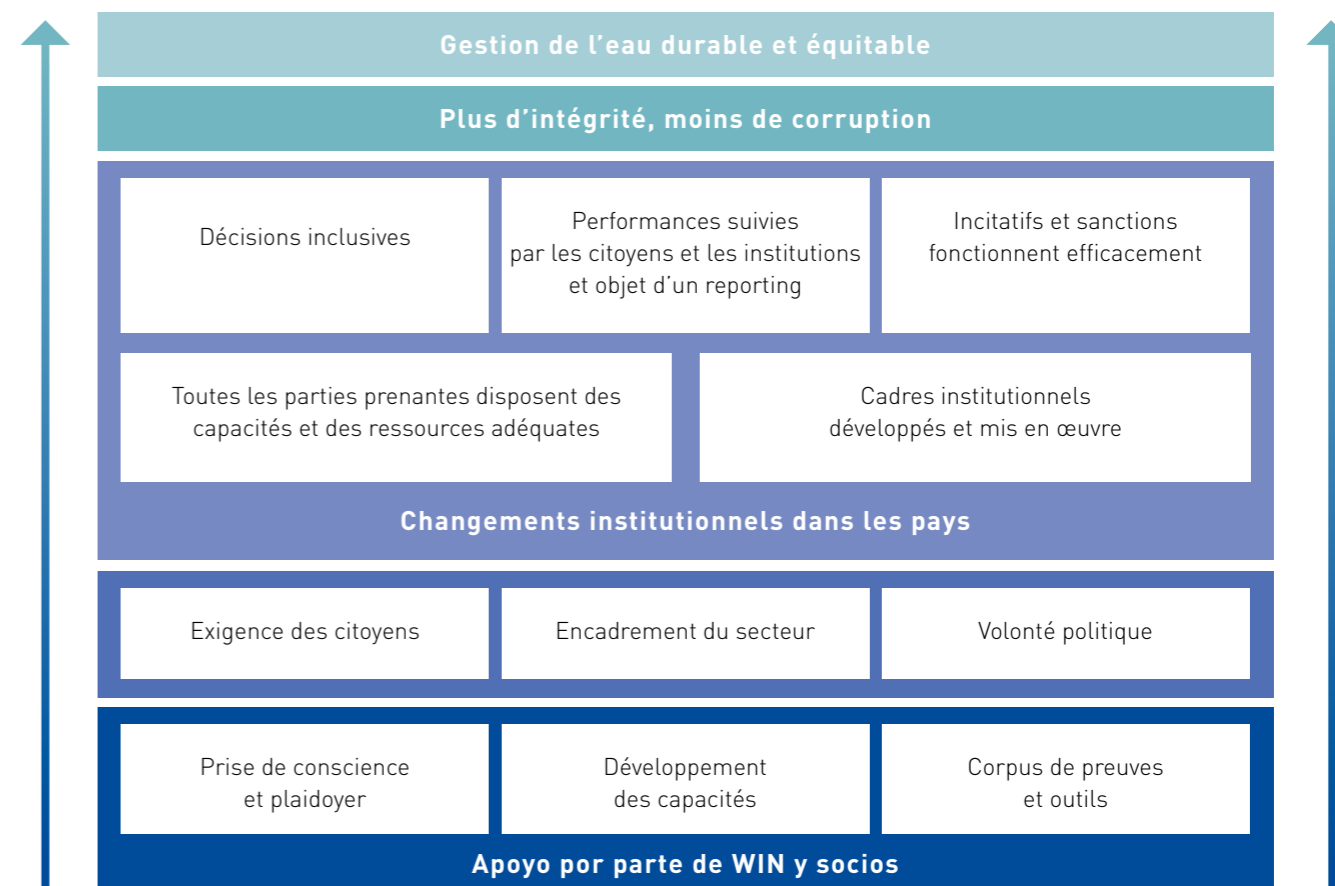 Gestion de l’eau durable et équitable
Plus d’intégrité, moins de corruption
Décisions inclusives
Performances suivies
par les citoyens et les institutions
et objet d’un reporting
Incitatifs et sanctions
fonctionnent efficacement
Toutes les parties prenantes disposent des
capacités et des ressources adéquates
Cadres institutionnels
développés et mis en œuvre
Changements institutionnels dans les pays
Exigence des citoyens
Encadrement du secteur
Volonté politique
Prise de conscience
et plaidoyer
Développement
des capacités
Corpus de preuves
et outils
Apoyo por parte de WIN y socios